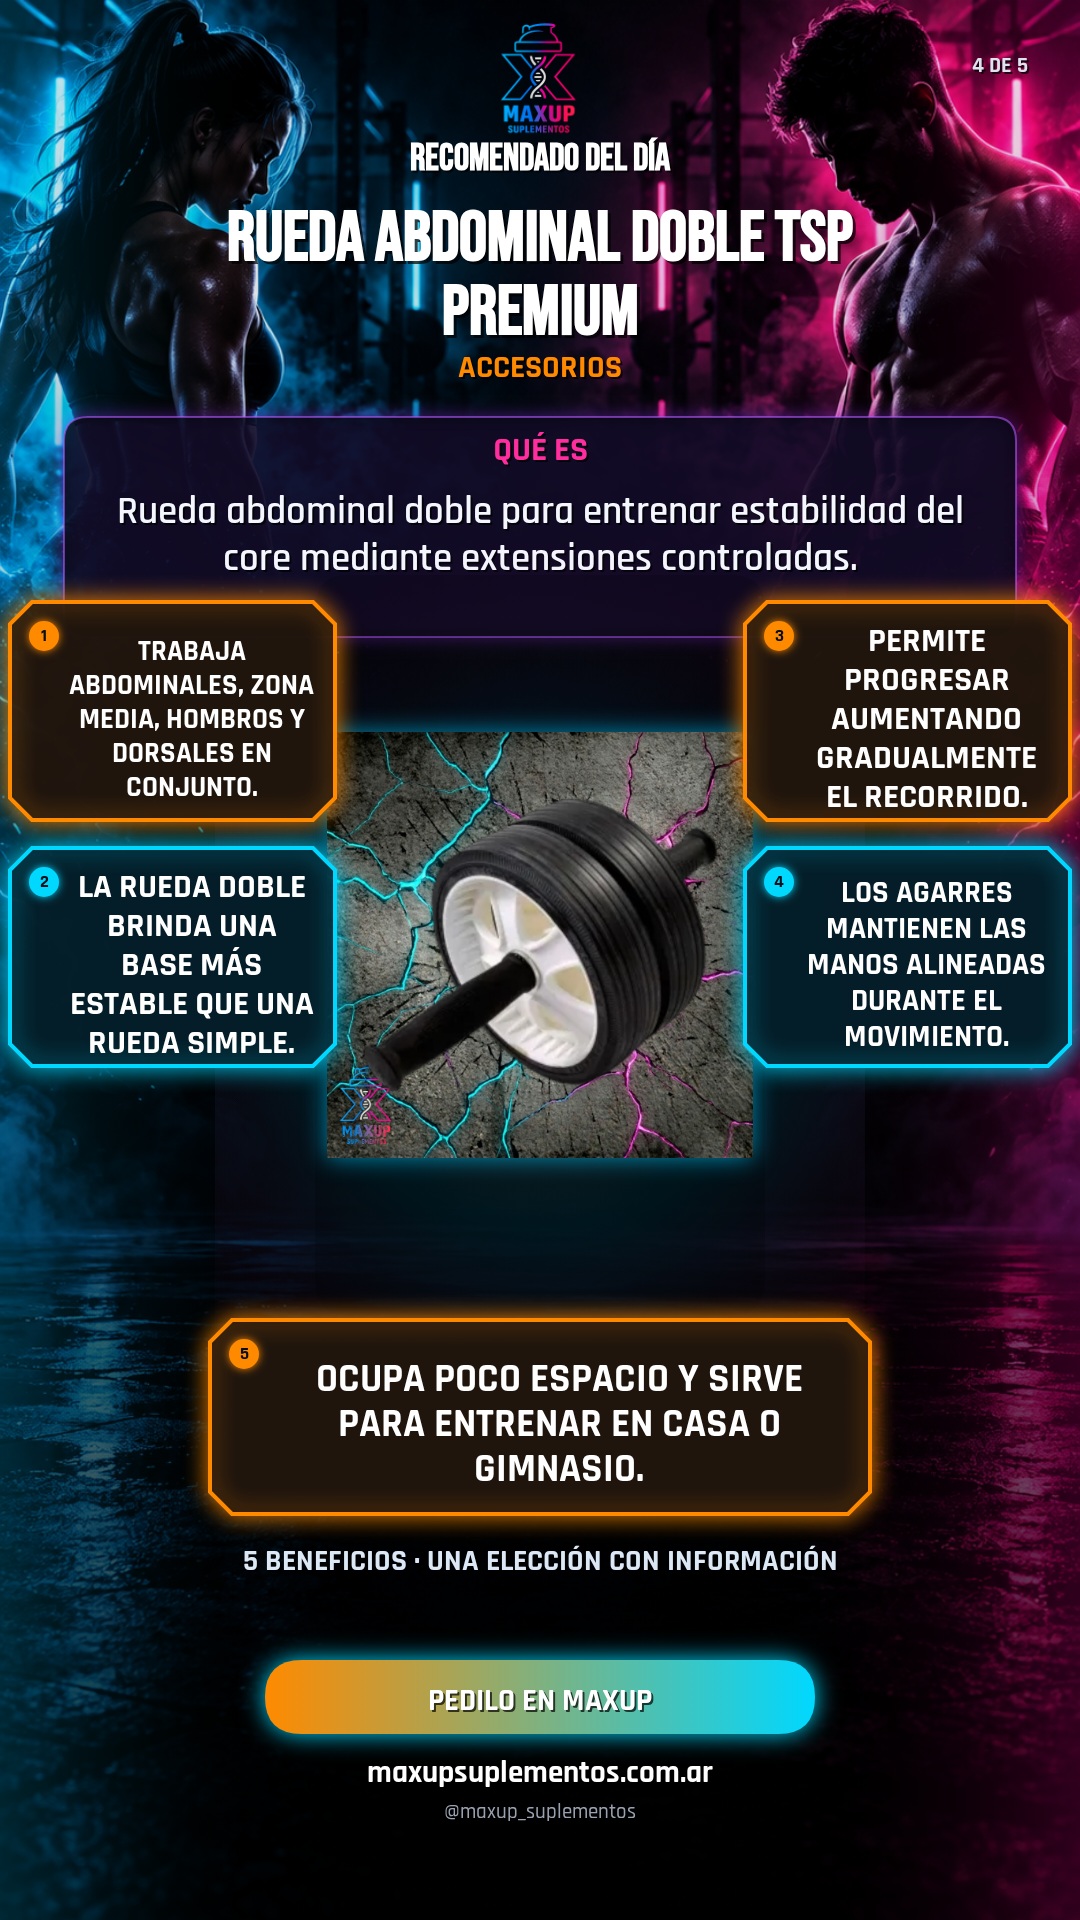 MAXUP
SUPLEMENTOS
4 DE 5
RECOMENDADO DEL DÍA
RUEDA ABDOMINAL DOBLE TSP
PREMIUM
ACCESORIOS
QUÉ ES
Rueda abdominal doble para entrenar estabilidad del
core mediante extensiones controladas.
1
TRABAJA
ABDOMINALES, ZONA
MEDIA, HOMBROS Y
DORSALES EN
CONJUNTO.
2
LA RUEDA DOBLE
BRINDA UNA
BASE MÁS
ESTABLE QUE UNA
RUEDA SIMPLE.
3
PERMITE
PROGRESAR
AUMENTANDO
GRADUALMENTE
EL RECORRIDO.
4
LOS AGARRES
MANTIENEN LAS
MANOS ALINEADAS
DURANTE EL
MOVIMIENTO.
MAXUP
SUPLEMENTOS
5
OCUPA POCO ESPACIO Y SIRVE
PARA ENTRENAR EN CASA O
GIMNASIO.
5 BENEFICIOS · UNA ELECCIÓN CON INFORMACIÓN
PEDILO EN MAXUP
maxupsuplementos.com.ar
@maxup_suplementos